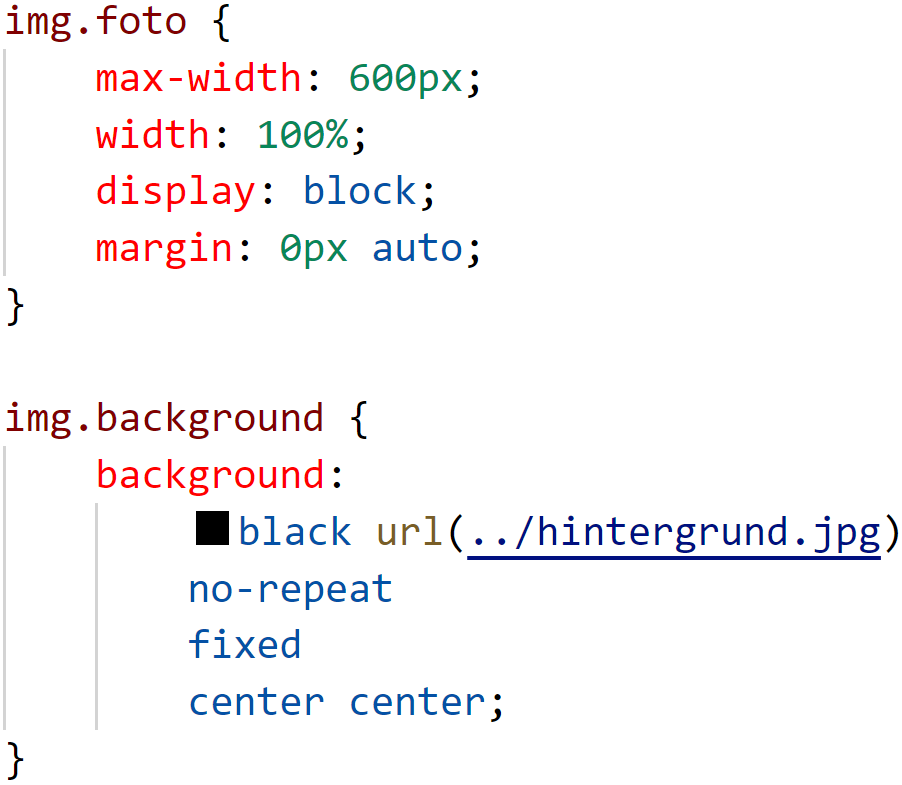 img.foto {
    max-width: 600px;
    width: 100%;
    display: block;
    margin: 0px auto;
}

img.background {
    background:
        black url(../hintergrund.jpg)
        no-repeat
        fixed
        center center;
}